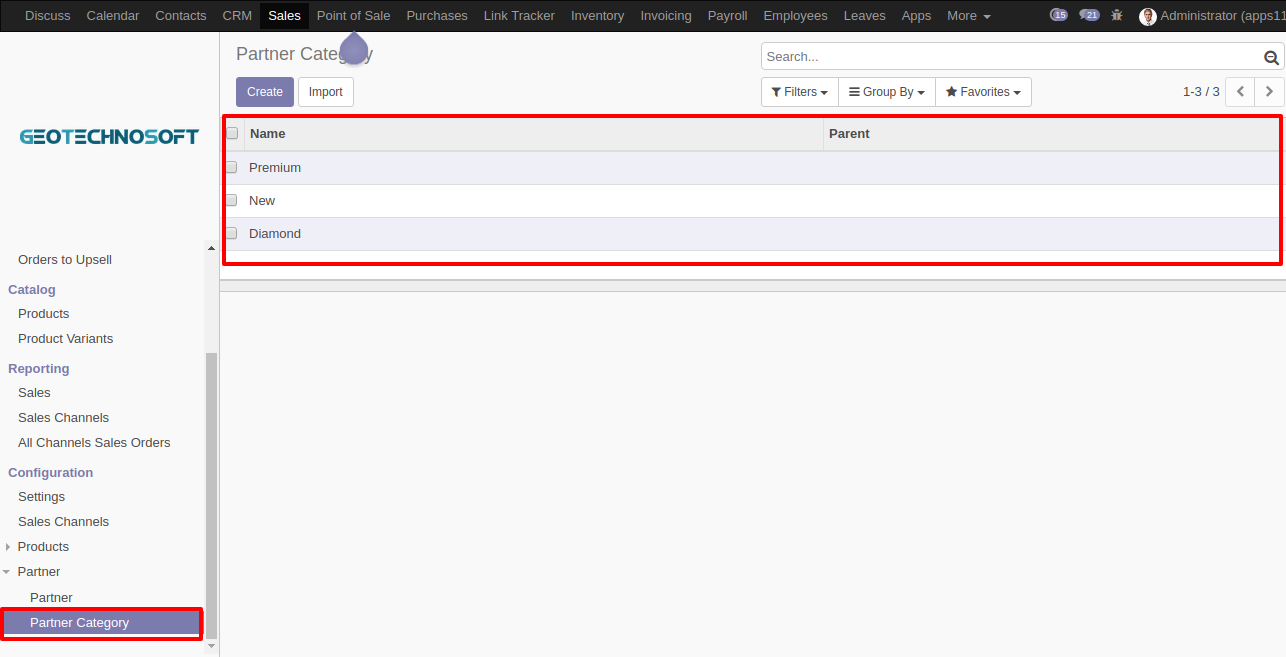 Discuss Calendar Contacts CRM Sales Point of Sale Purchases Link Tracker Inventory Invoicing Payroll Employees Leaves Apps More 15 21 Administrator (apps11
Partner Category
Search...
Create Import
Filters Group By Favorites 1-3 / 3
GEOTECHNOSOFT
Name Parent
Premium
New
Diamond
Orders to Upsell
Catalog
Products
Product Variants
Reporting
Sales
Sales Channels
All Channels Sales Orders
Configuration
Settings
Sales Channels
Products
Partner
Partner
Partner Category